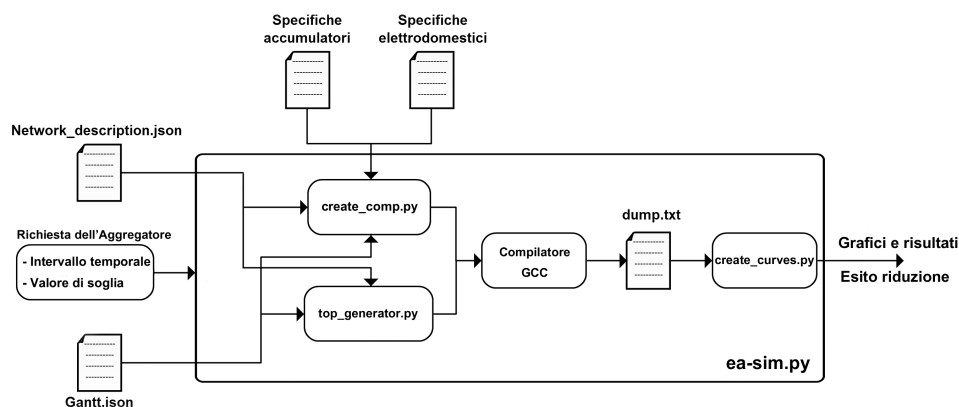 Specifiche
accumulatori
Specifiche
elettrodomestici
Network_description.json
create_comp.py
Richiesta dell'Aggregatore
- Intervallo temporale
- Valore di soglia
top_generator.py
Compilatore
GCC
dump.txt
create_curves.py
Grafici e risultati
Esito riduzione
ea-sim.py
Gantt.json